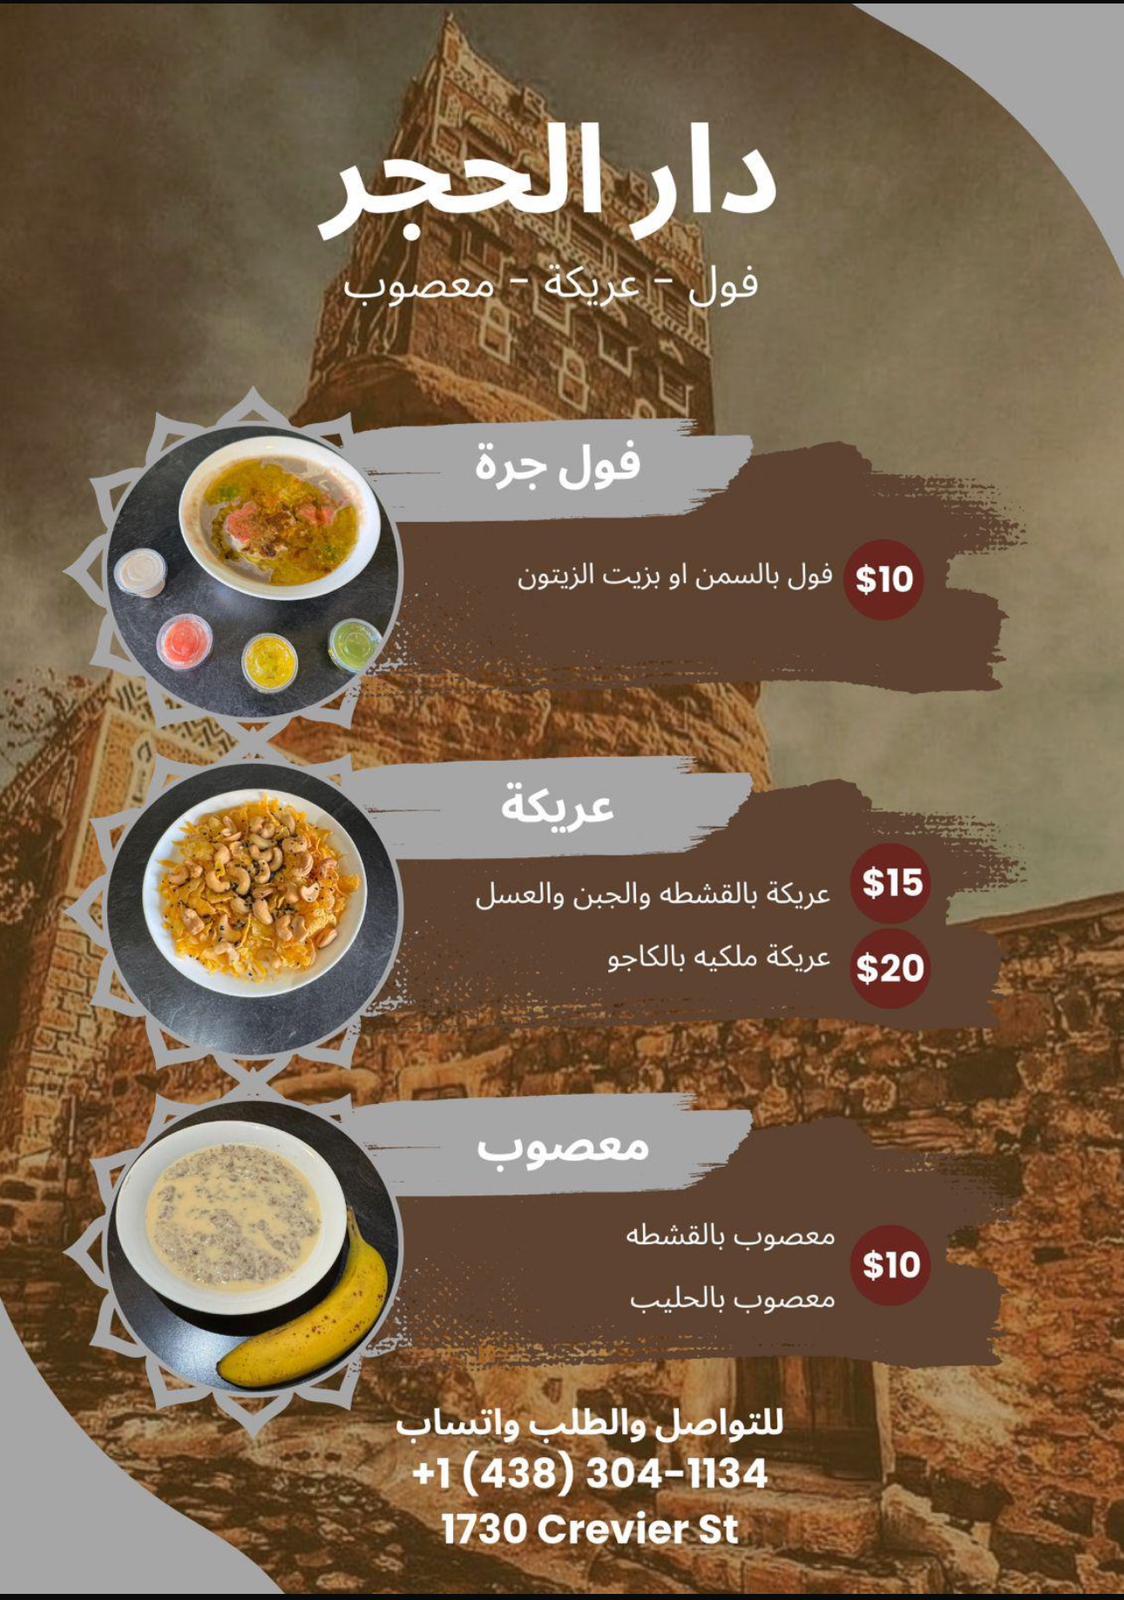 دار الحجر
فول - عريكة - معصوب
فول جرة
فول بالسمن او بزيت الزيتون
$10
عريكة
عريكة بالقشطه والجبن والعسل
$15
عريكة ملكيه بالكاجو
$20
معصوب
معصوب بالقشطه
$10
معصوب بالحليب
للتواصل والطلب واتساب
+1 (438) 304-1134
1730 Crevier St